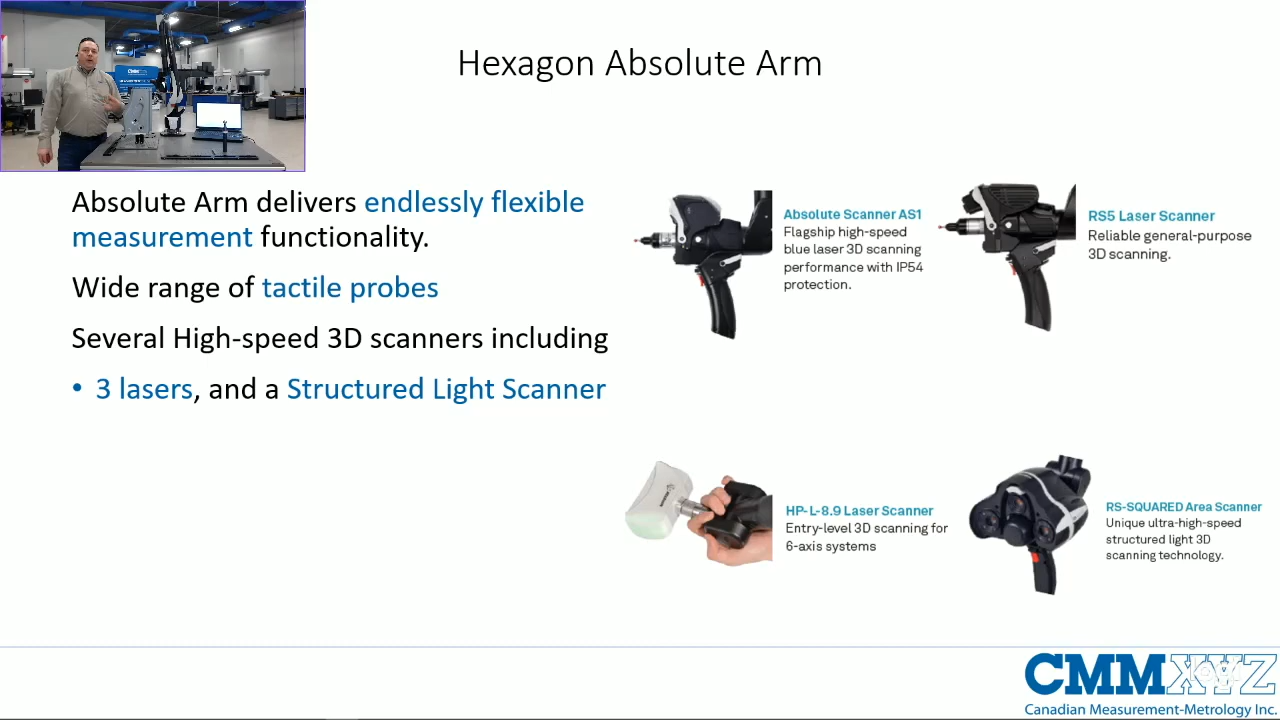 Hexagon Absolute Arm
Absolute Arm delivers endlessly flexible
measurement functionality.
Wide range of tactile probes
Several High-speed 3D scanners including
• 3 lasers, and a Structured Light Scanner
Absolute Scanner AS1
Flagship high-speed
blue laser 3D scanning
performance with IP54
protection.
RS5 Laser Scanner
Reliable general-purpose
3D scanning.
HP-L-8.9 Laser Scanner
Entry-level 3D scanning for
6-axis systems
RS-SQUARED Area Scanner
Unique ultra-high-speed
structured light 3D
scanning technology.
CMMXYZ
Canadian Measurement-Metrology Inc.